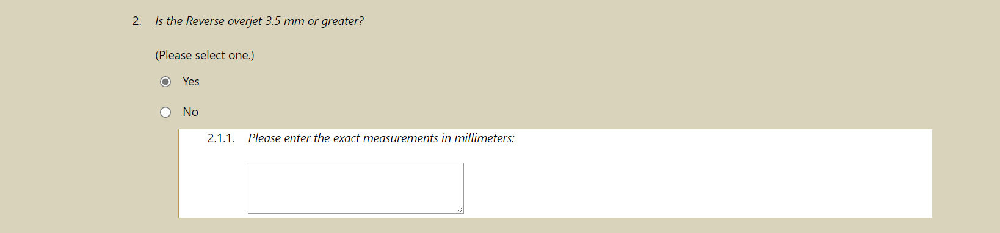 2. Is the Reverse overjet 3.5 mm or greater?
(Please select one.)
Yes
No
2.1.1. Please enter the exact measurements in millimeters: